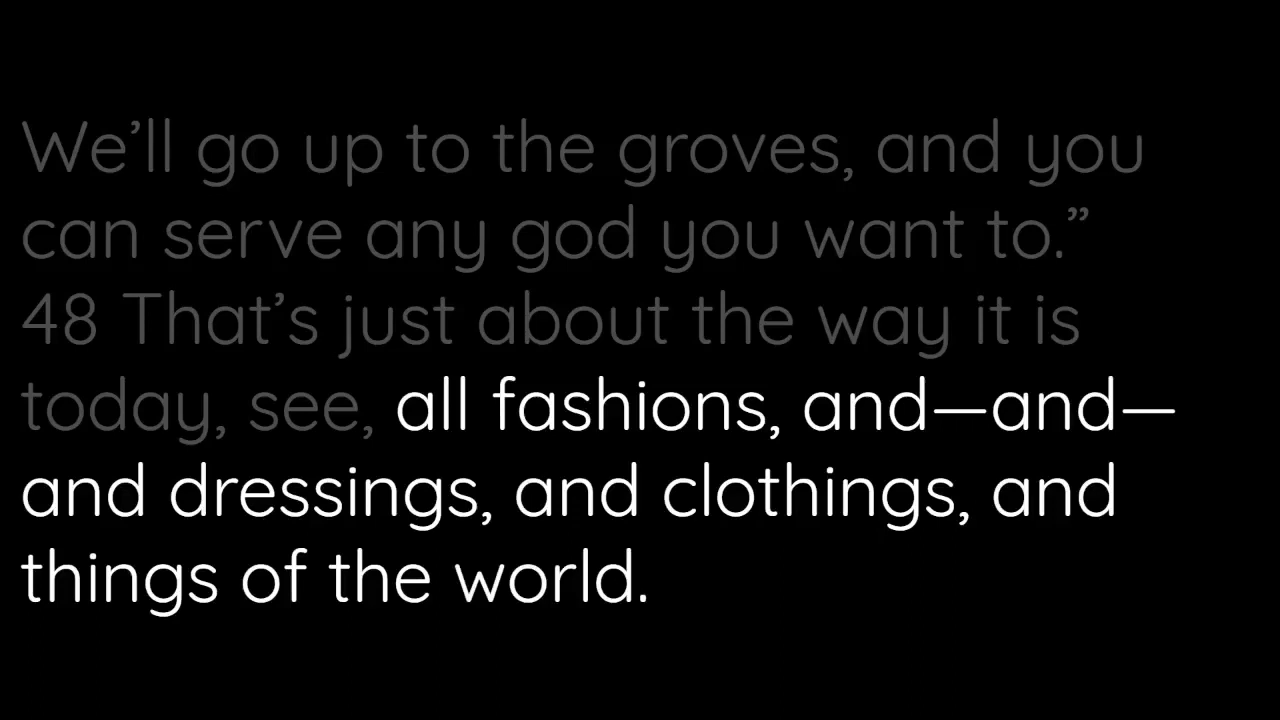 We’ll go up to the groves, and you
can serve any god you want to.”
48 That’s just about the way it is
today, see, all fashions, and—and—
and dressings, and clothings, and
things of the world.